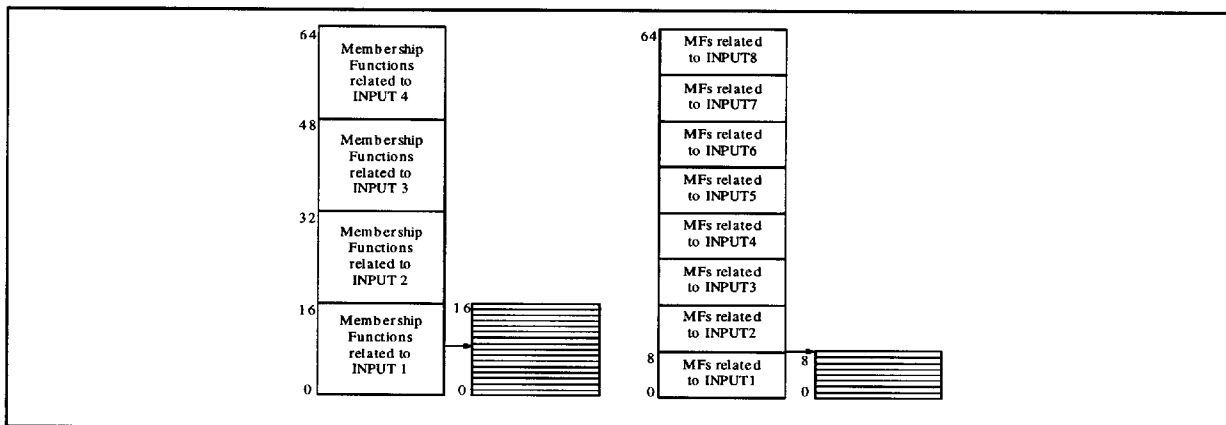 64
Membership
Functions
related to
INPUT 4
48
Membership
Functions
related to
INPUT 3
32
Membership
Functions
related to
INPUT 2
16
Membership
Functions
related to
INPUT 1
0
16
0
64
MFs related
to INPUT8
MFs related
to INPUT7
MFs related
to INPUT6
MFs related
to INPUT5
MFs related
to INPUT4
MFs related
to INPUT3
MFs related
to INPUT2
8
MFs related
to INPUT1
0
8
0